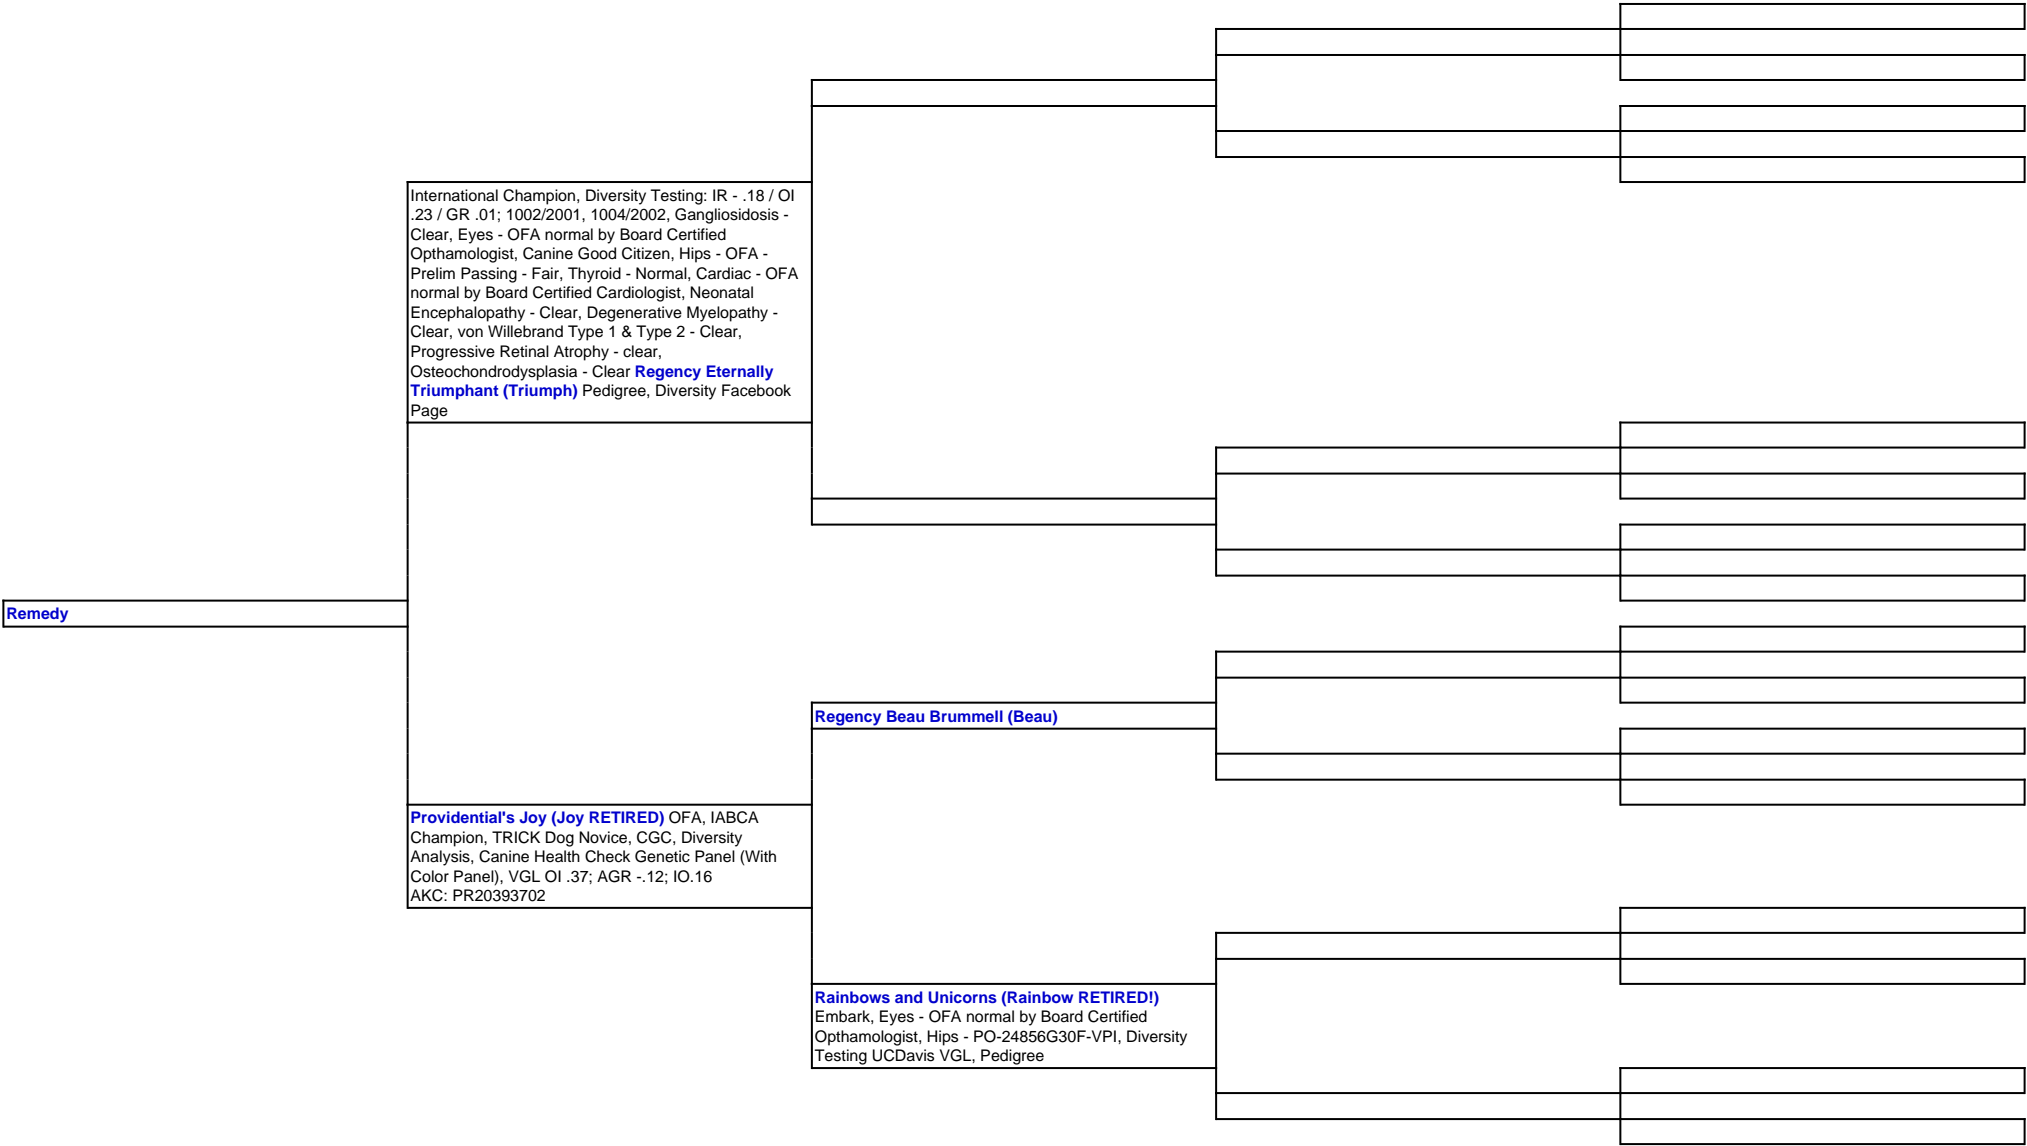 International Champion, Diversity Testing: IR - .18 / OI
.23 / GR .01; 1002/2001, 1004/2002, Gangliosidosis -
Clear, Eyes - OFA normal by Board Certified
Opthamologist, Canine Good Citizen, Hips - OFA -
Prelim Passing - Fair, Thyroid - Normal, Cardiac - OFA
normal by Board Certified Cardiologist, Neonatal
Encephalopathy - Clear, Degenerative Myelopathy -
Clear, von Willebrand Type 1 & Type 2 - Clear,
Progressive Retinal Atrophy - clear,
Osteochondrodysplasia - Clear Regency Eternally
Triumphant (Triumph) Pedigree, Diversity Facebook
Page
Remedy
Regency Beau Brummell (Beau)
Providential's Joy (Joy RETIRED) OFA, IABCA
Champion, TRICK Dog Novice, CGC, Diversity
Analysis, Canine Health Check Genetic Panel (With
Color Panel), VGL OI .37; AGR -.12; IO.16
AKC: PR20393702
Rainbows and Unicorns (Rainbow RETIRED!)
Embark, Eyes - OFA normal by Board Certified
Opthamologist, Hips - PO-24856G30F-VPI, Diversity
Testing UCDavis VGL, Pedigree